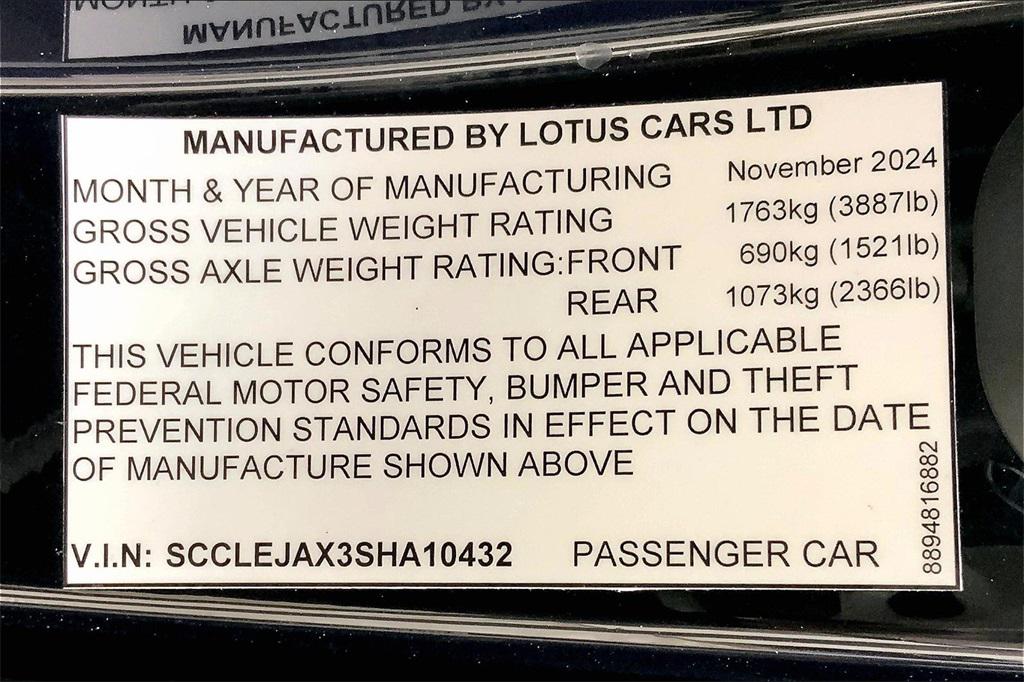 MANUFACTURED BY LOTUS CARS LTD
MONTH & YEAR OF MANUFACTURING November 2024
GROSS VEHICLE WEIGHT RATING 1763kg (3887lb)
GROSS AXLE WEIGHT RATING:FRONT 690kg (1521lb)
REAR 1073kg (2366lb)
THIS VEHICLE CONFORMS TO ALL APPLICABLE
FEDERAL MOTOR SAFETY, BUMPER AND THEFT
PREVENTION STANDARDS IN EFFECT ON THE DATE
OF MANUFACTURE SHOWN ABOVE
V.I.N: SCCLEJAX3SHA10432 PASSENGER CAR
8894816882